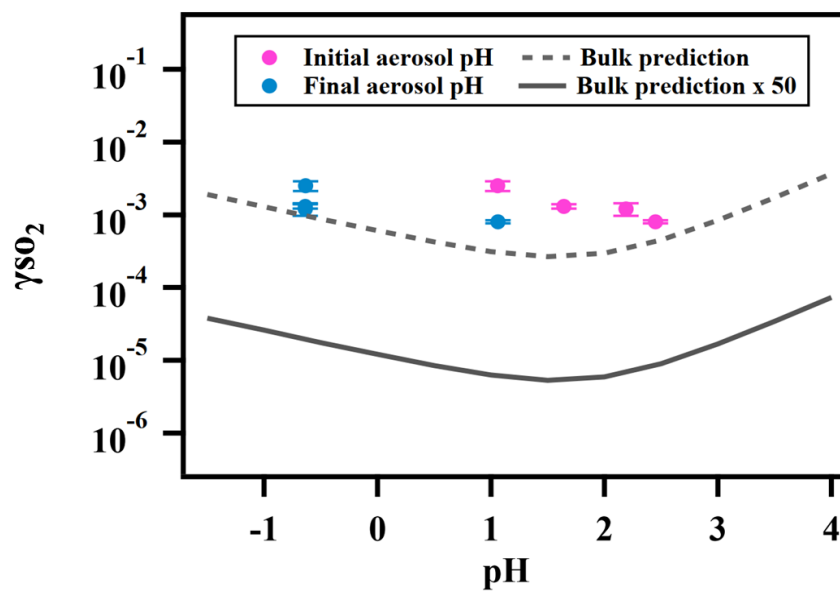 Initial aerosol pH
Bulk prediction
Final aerosol pH
Bulk prediction x 50
10-1
10-2
10-3
10-4
10-5
10-6
γso2
-1 0 1 2 3 4
pH